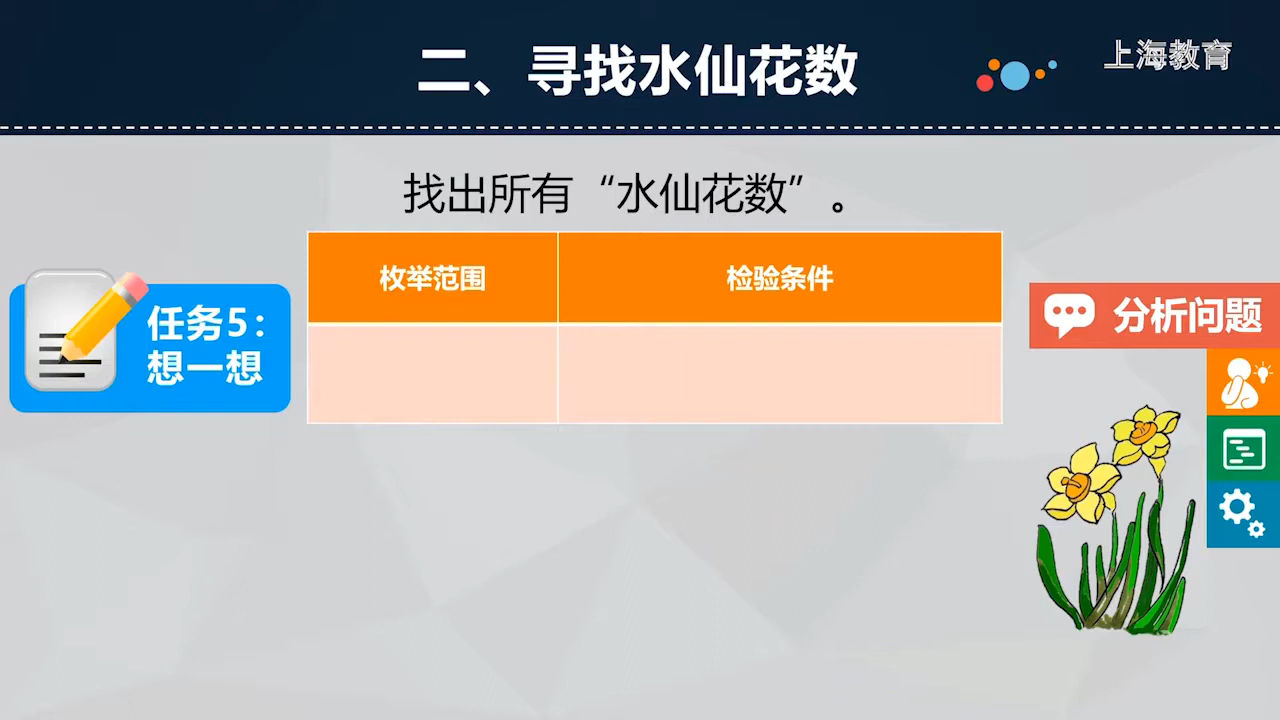 二、寻找水仙花数
上海教育
找出所有“水仙花数”。
枚举范围
检验条件
任务5：
想一想
分析问题